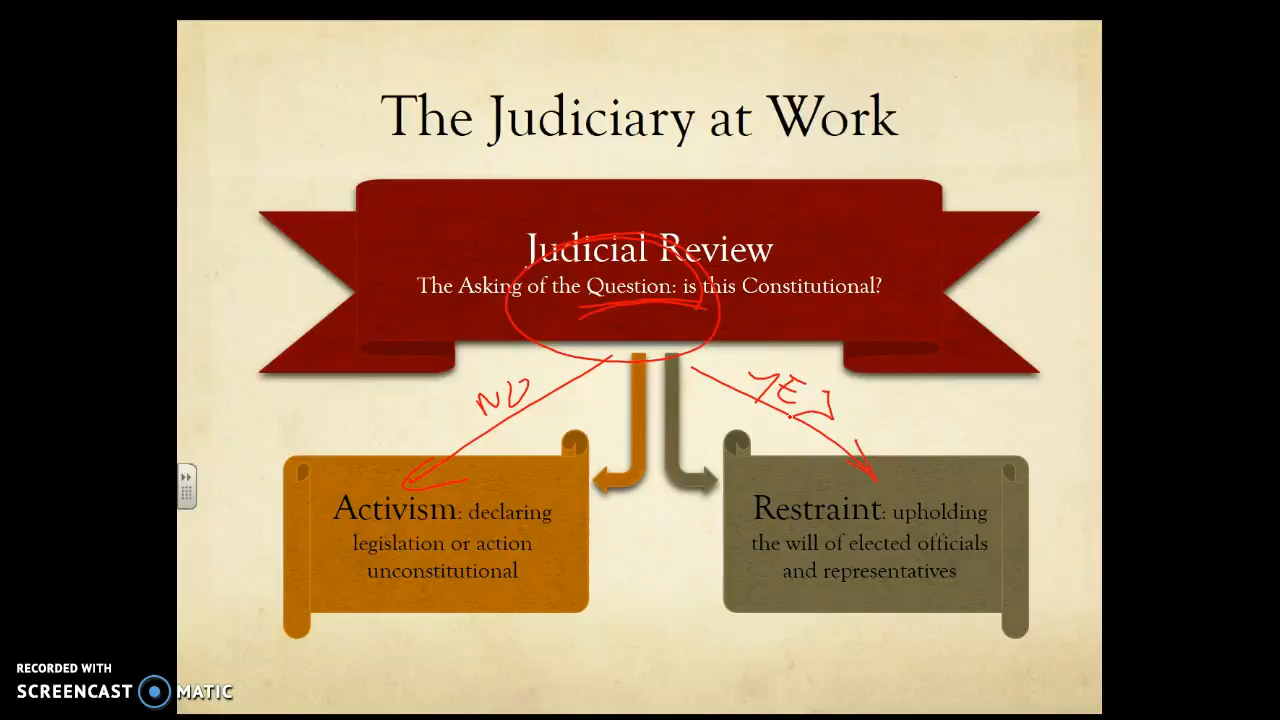 The Judiciary at Work
Judicial Review
The Asking of the Question: is this Constitutional?
NO
YES
Activism: declaring
legislation or action
unconstitutional
Restraint: upholding
the will of elected officials
and representatives
RECORDED WITH
SCREENCAST MATIC